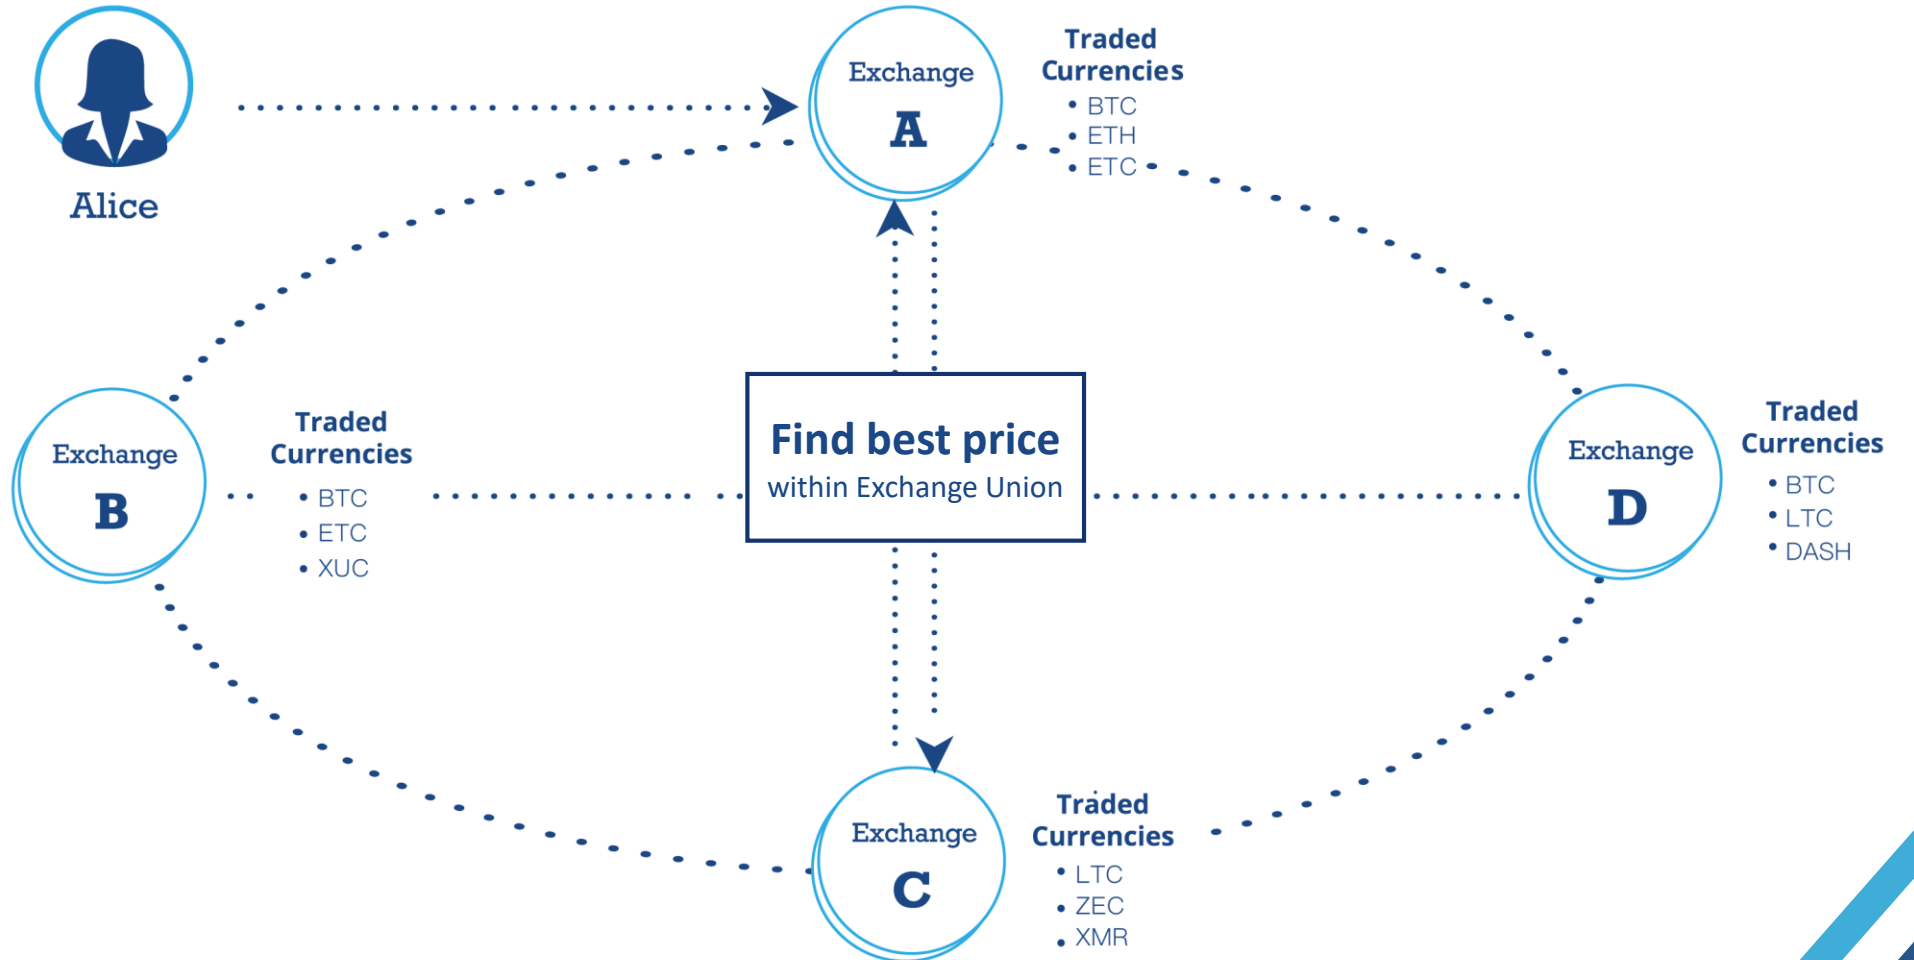 Alice
Exchange
A
Traded
Currencies
• BTC
• ETH
• ETC
Exchange
B
Traded
Currencies
• BTC
• ETC
• XUC
Find best price
within Exchange Union
Exchange
D
Traded
Currencies
• BTC
• LTC
• DASH
Exchange
C
Traded
Currencies
• LTC
• ZEC
• XMR